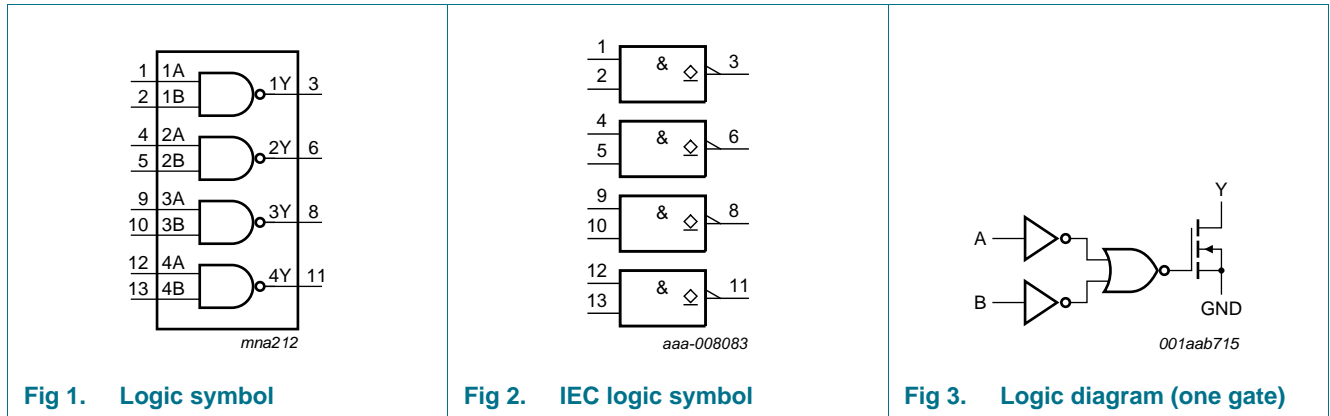 1 1A
2 1B
1Y 3
4 2A
5 2B
2Y 6
9 3A
10 3B
3Y 8
12 4A
13 4B
4Y 11
mna212
Fig 1. Logic symbol
1
2
&
3
4
5
&
6
9
10
&
8
12
13
&
11
aaa-008083
Fig 2. IEC logic symbol
Y
A
B
GND
001aab715
Fig 3. Logic diagram (one gate)